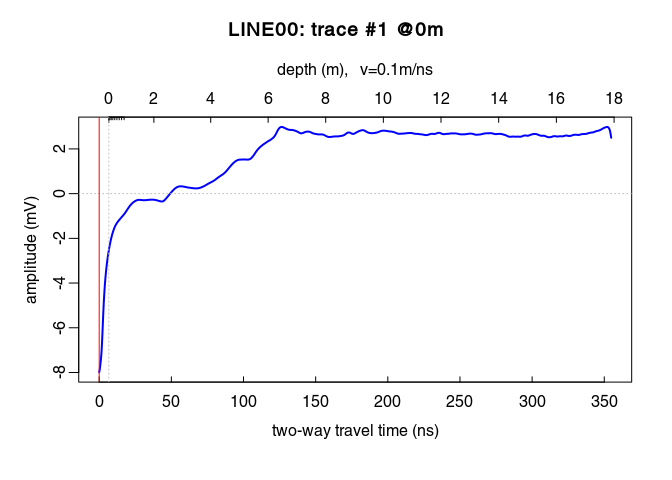 LINE00: trace #1 @0m
depth (m),  v=0.1m/ns
0 2 4 6 8 10 12 14 16 18
amplitude (mV)
2
0
-2
-4
-6
-8
0 50 100 150 200 250 300 350
two-way travel time (ns)